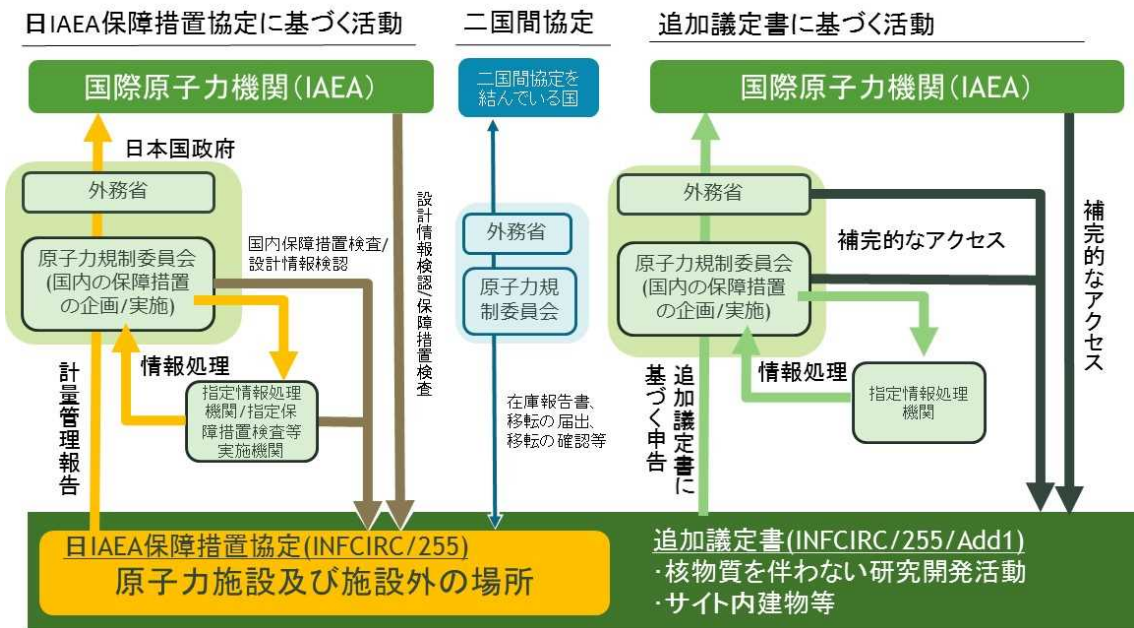 日IAEA保障措置協定に基づく活動
国際原子力機関(IAEA)
日本国政府
外務省
原子力規制委員会
(国内の保障措置
の企画/実施)
国内保障措置検査/
設計情報検認
設計情報検認/保障措置検査
情報処理
指定情報処理
機関/指定保
障措置検査等
実施機関
計量管理報告
二国間協定
二国間協定を
結んでいる国
外務省
原子力規
制委員会
在庫報告書、
移転の届出、
移転の確認等
追加議定書に基づく活動
国際原子力機関(IAEA)
外務省
原子力規制委員会
(国内の保障措置
の企画/実施)
補完的なアクセス
補完的なアクセス
情報処理
指定情報処理
機関
追加議定書に
基づく申告
日IAEA保障措置協定(INFCIRC/255)
原子力施設及び施設外の場所
追加議定書(INFCIRC/255/Add1)
・核物質を伴わない研究開発活動
・サイト内建物等